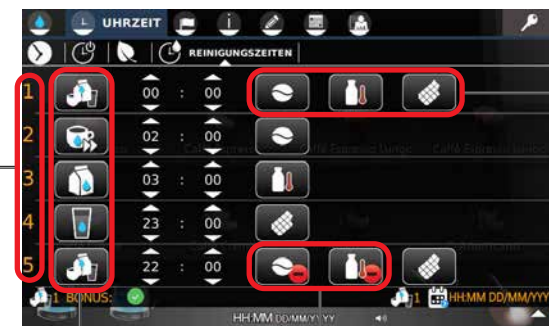 UHRZEIT
REINIGUNGSZEITEN
1 00 : 00
2 02 : 00
3 03 : 00
4 23 : 00
5 22 : 00
1 BONUS: 1 HH:MM DD/MM/YYY
HH:MM DD/MM/YYYY